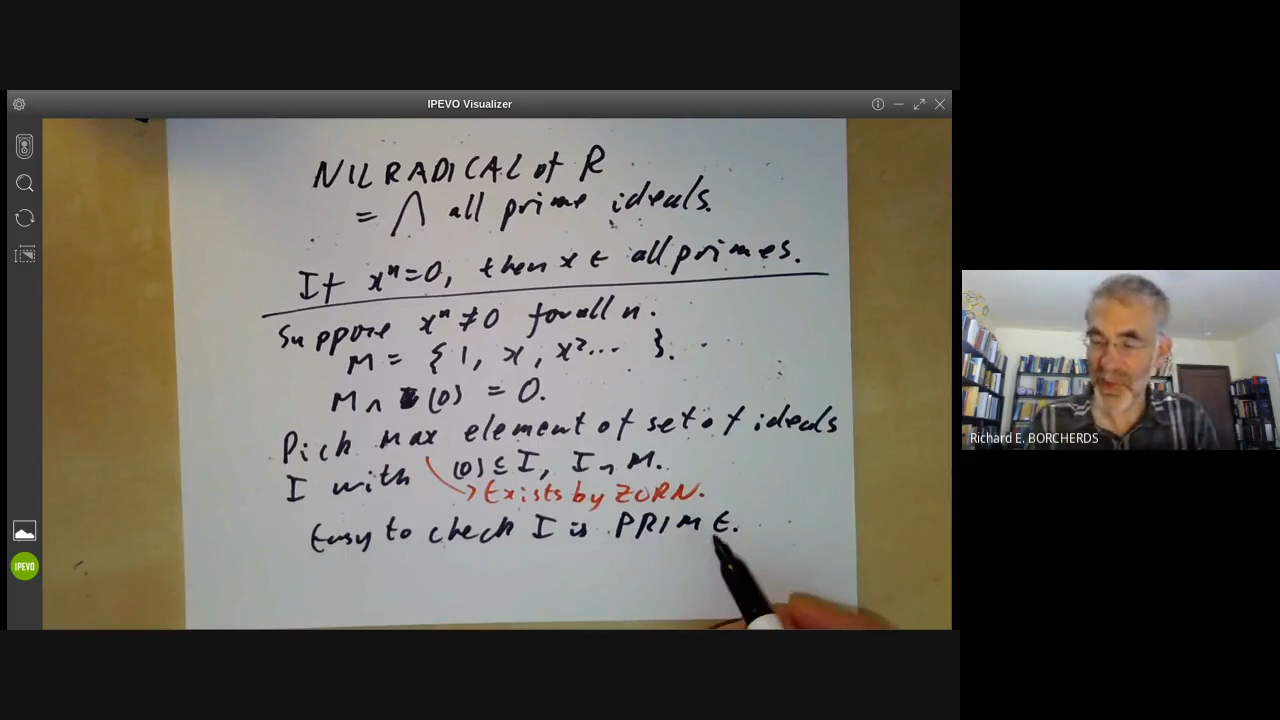 IPEVO Visualizer
NILRADICAL of R
= ∩ all prime ideals.
If xⁿ=0, then x ∈ all primes.
Suppose xⁿ ≠ 0 for all n.
M = {1, x, x²... }.
M ∩ (0) = 0.
Pick max element of set of ideals
I with (0) ⊆ I, I ∩ M.
→ Exists by ZORN.
Easy to check I is PRIME.
IPEVO
Richard E. BORCHERDS